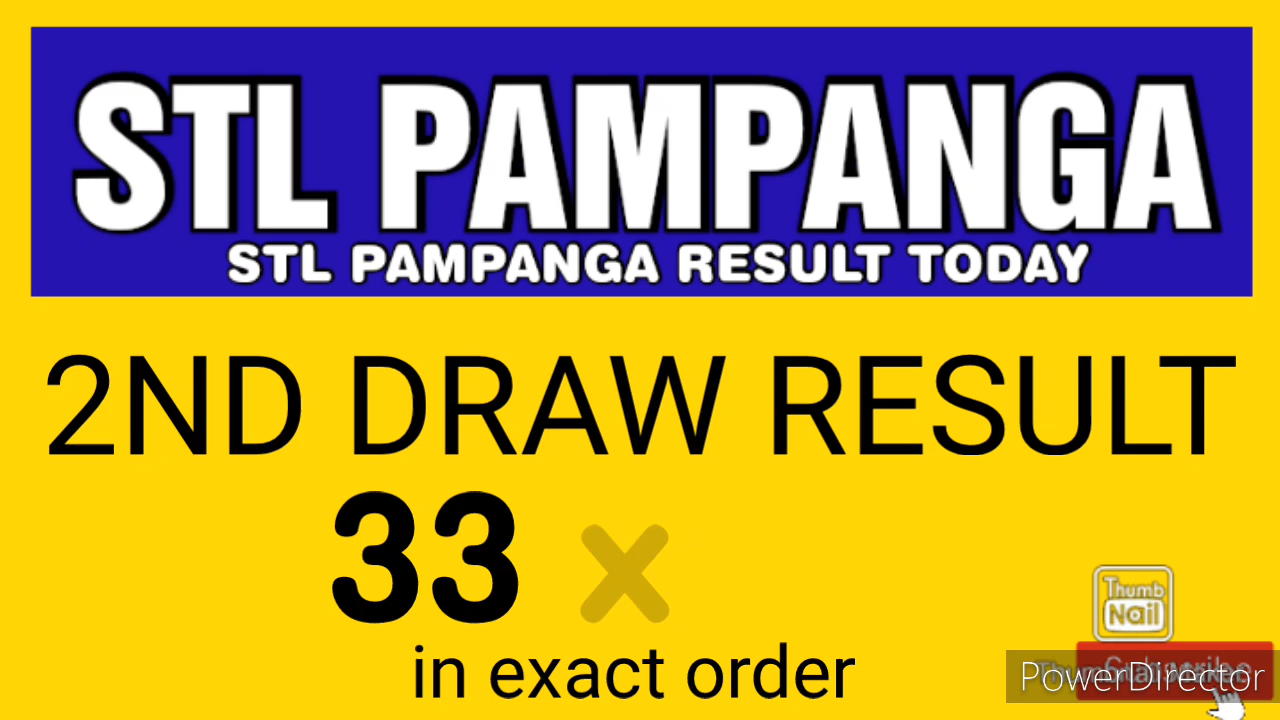 STL PAMPANGA
STL PAMPANGA RESULT TODAY
2ND DRAW RESULT
33 ×
in exact order
Thumb
Nail
PowerDirector